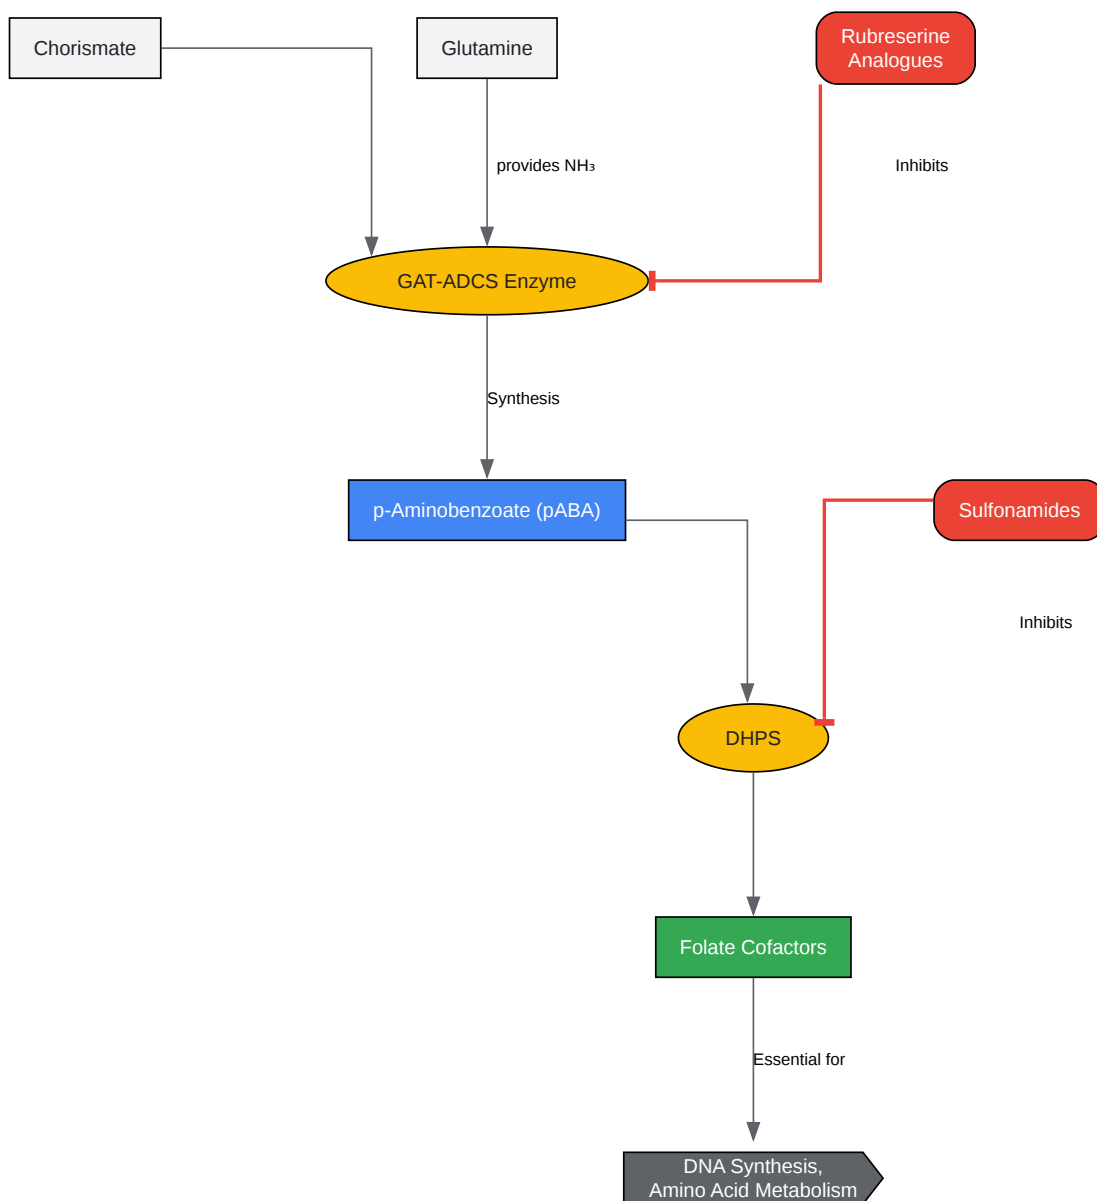 Chorismate
Glutamine
Rubreserine
Analogues
provides NH₃
Inhibits
GAT-ADCS Enzyme
Synthesis
p-Aminobenzoate (pABA)
Sulfonamides
Inhibits
DHPS
Folate Cofactors
Essential for
DNA Synthesis,
Amino Acid Metabolism